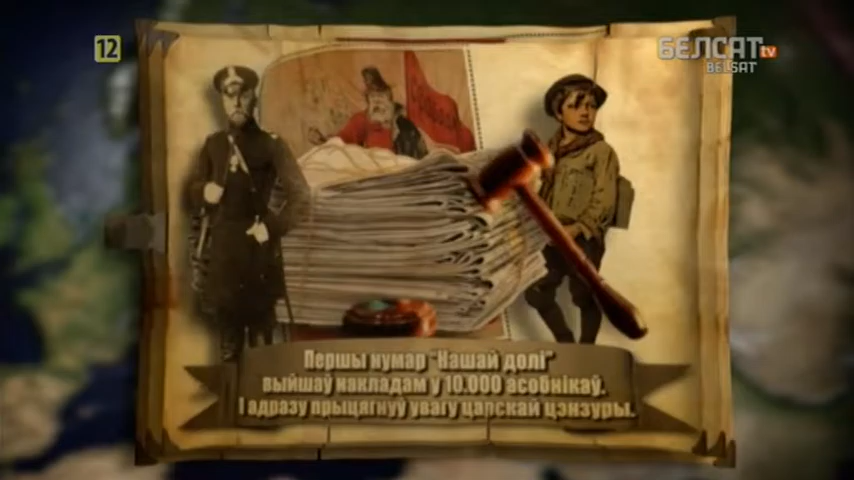 12
БЕЛСАТ tv
BELSAT
Першы нумар "Нашай долі"
выйшаў накладам у 10.000 асобнікаў.
І адразу прыцягнуў увагу царскай цэнзуры.